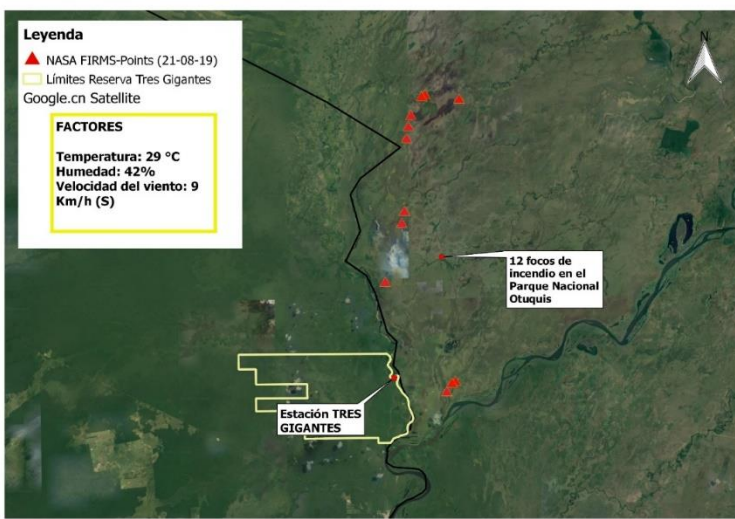 Leyenda
NASA FIRMS-Points (21-08-19)
Límites Reserva Tres Gigantes
Google.cn Satellite
FACTORES
Temperatura: 29 °C
Humedad: 42%
Velocidad del viento: 9
Km/h (S)
N
12 focos de
incendio en el
Parque Nacional
Otuquis
Estación TRES
GIGANTES